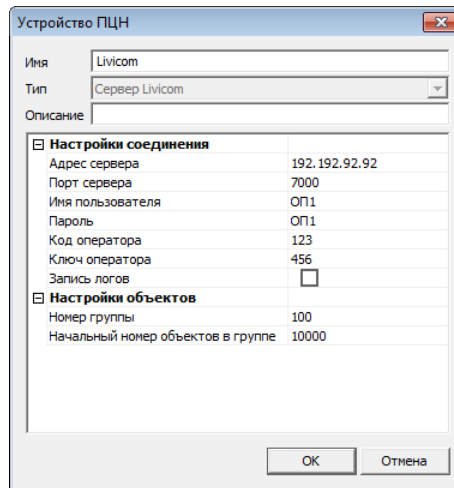 Устройство ПЦН
Имя Livicom
Тип Сервер Livicom
Описание
Настройки соединения
Адрес сервера 192.192.92.92
Порт сервера 7000
Имя пользователя ОП1
Пароль ОП1
Код оператора 123
Ключ оператора 456
Запись логов
Настройки объектов
Номер группы 100
Начальный номер объектов в группе 10000
ОК Отмена